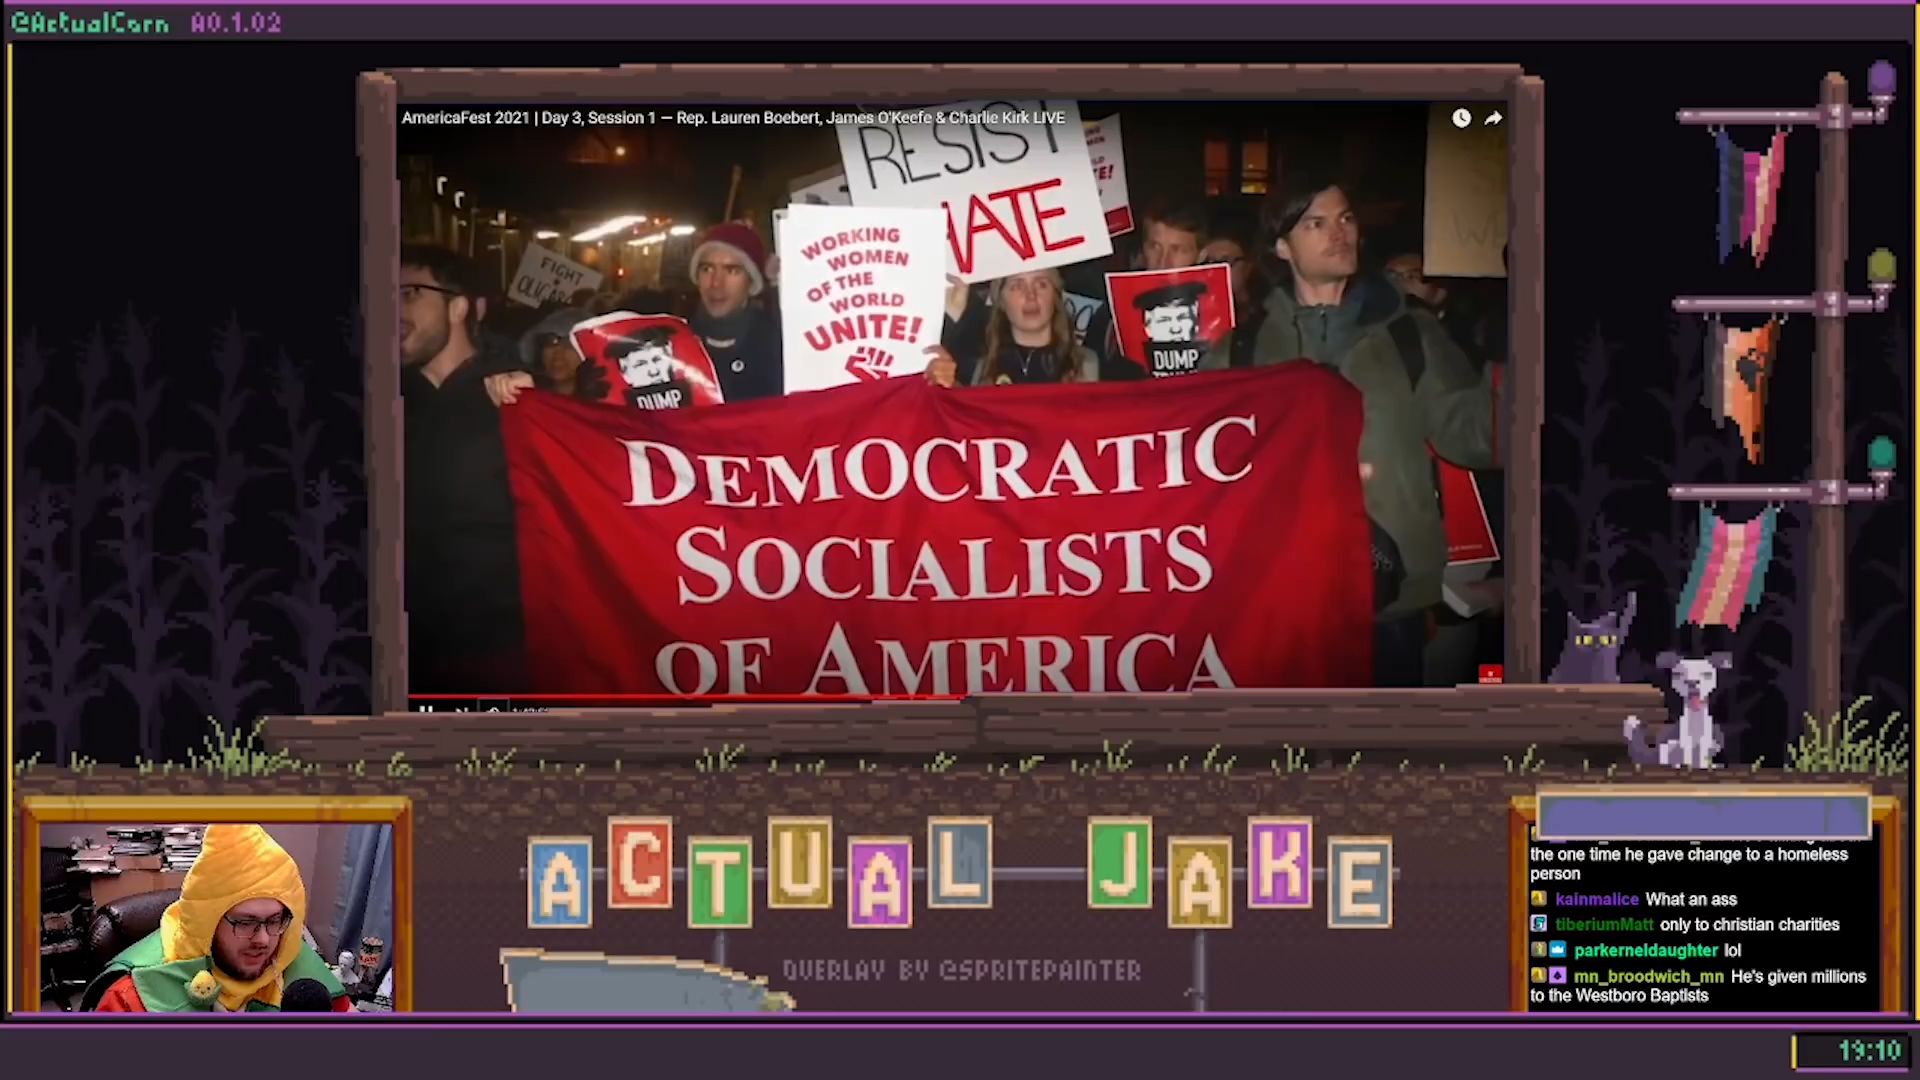 @ActualCorn A0.1.02
AmericaFest 2021 | Day 3, Session 1 — Rep. Lauren Boebert, James O'Keefe & Charlie Kirk LIVE
RESIST
HATE
FIGHT
WORKING
WOMEN
OF THE
WORLD
UNITE!
DUMP
DUMP
DEMOCRATIC
SOCIALISTS
OF AMERICA
ACTUAL JAKE
OVERLAY BY @SPRITEPAINTER
the one time he gave change to a homeless
person
kainmalice What an ass
tiberiumMatt only to christian charities
parkerneldaughter lol
mn_broodwich_mn He's given millions
to the Westboro Baptists
19:10